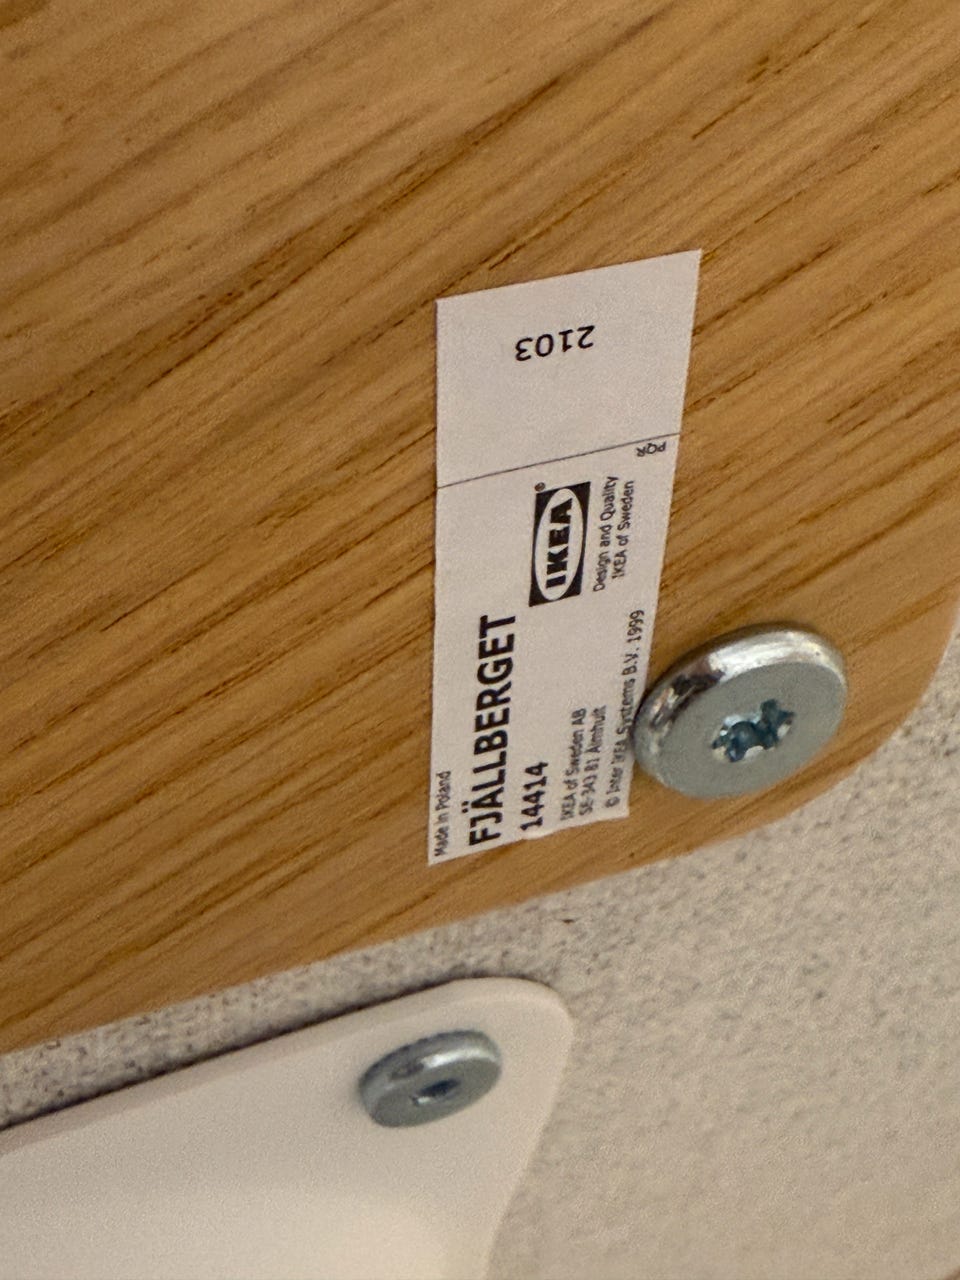 2103
PQR
Made in Poland
FJÄLLBERGET
14414
IKEA®
Design and Quality
IKEA of Sweden
IKEA of Sweden AB
SE-343 81 Älmhult
© Inter IKEA Systems B.V. 1999